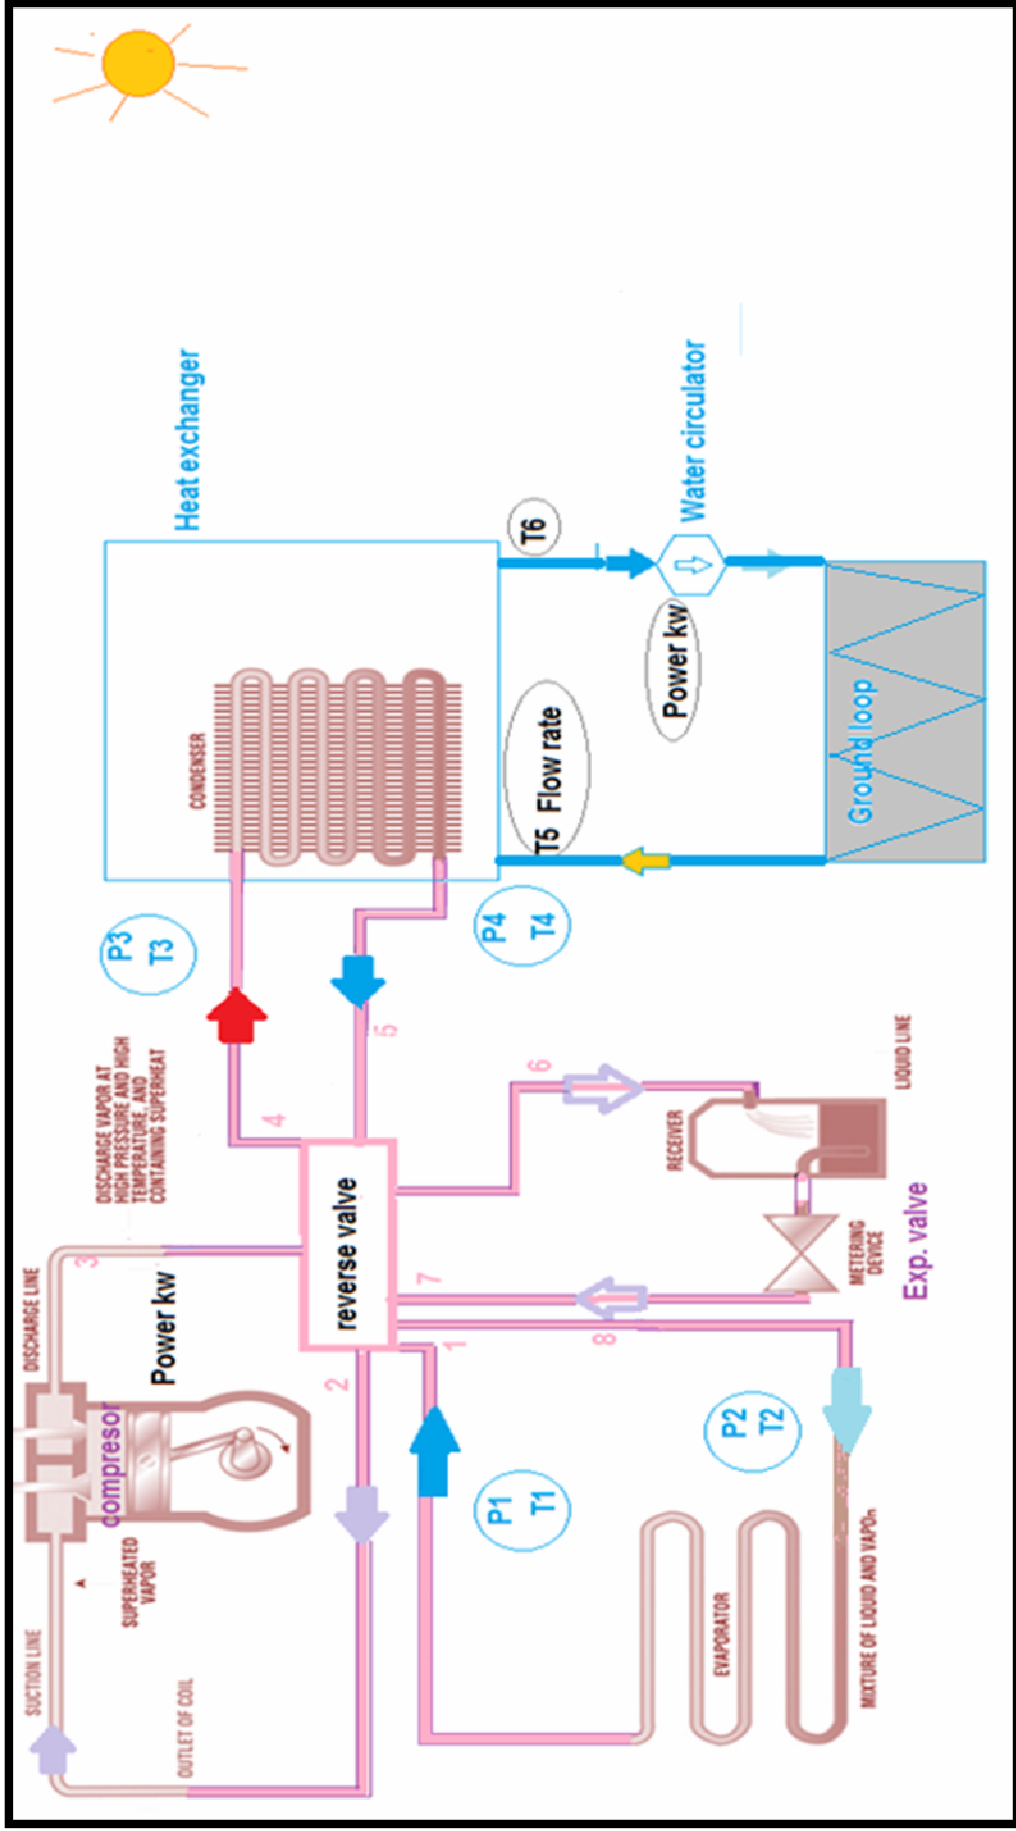 SUCTION LINE
DISCHARGE LINE
compresor
Power kw
SUPERHEATED
VAPOR
OUTLET OF COIL
DISCHARGE VAPOR AT
HIGH PRESSURE AND HIGH
TEMPERATURE, AND
CONTAINING SUPERHEAT
3
4
P3
T3
CONDENSER
Heat exchanger
2
reverse valve
5
1
7
P1
T1
P4
T4
T5 Flow rate
T6
8
6
EVAPORATOR
P2
T2
RECEIVER
Power kw
Water circulator
MIXTURE OF LIQUID AND VAPOR
METERING
DEVICE
Exp. valve
LIQUID LINE
Ground loop